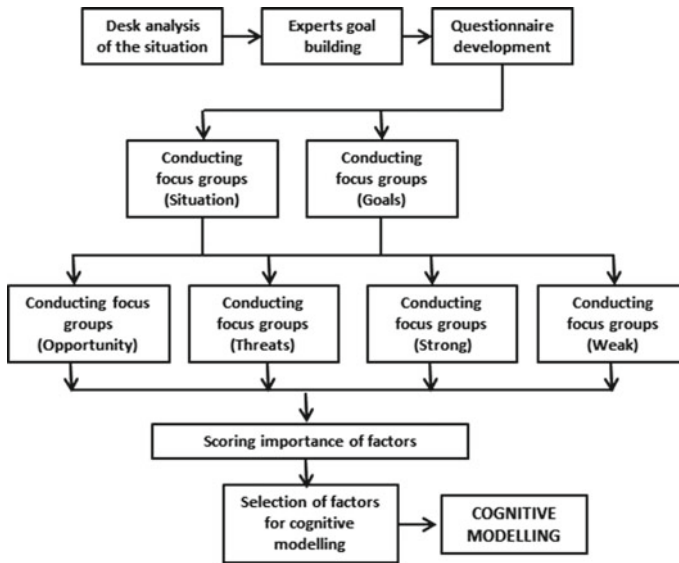 Desk analysis
of the situation
Experts goal
building
Questionnaire
development
Conducting
focus groups
(Situation)
Conducting
focus groups
(Goals)
Conducting focus
groups
(Opportunity)
Conducting
focus groups
(Threats)
Conducting
focus groups
(Strong)
Conducting
focus groups
(Weak)
Scoring importance of factors
Selection of factors
for cognitive
modelling
COGNITIVE
MODELLING